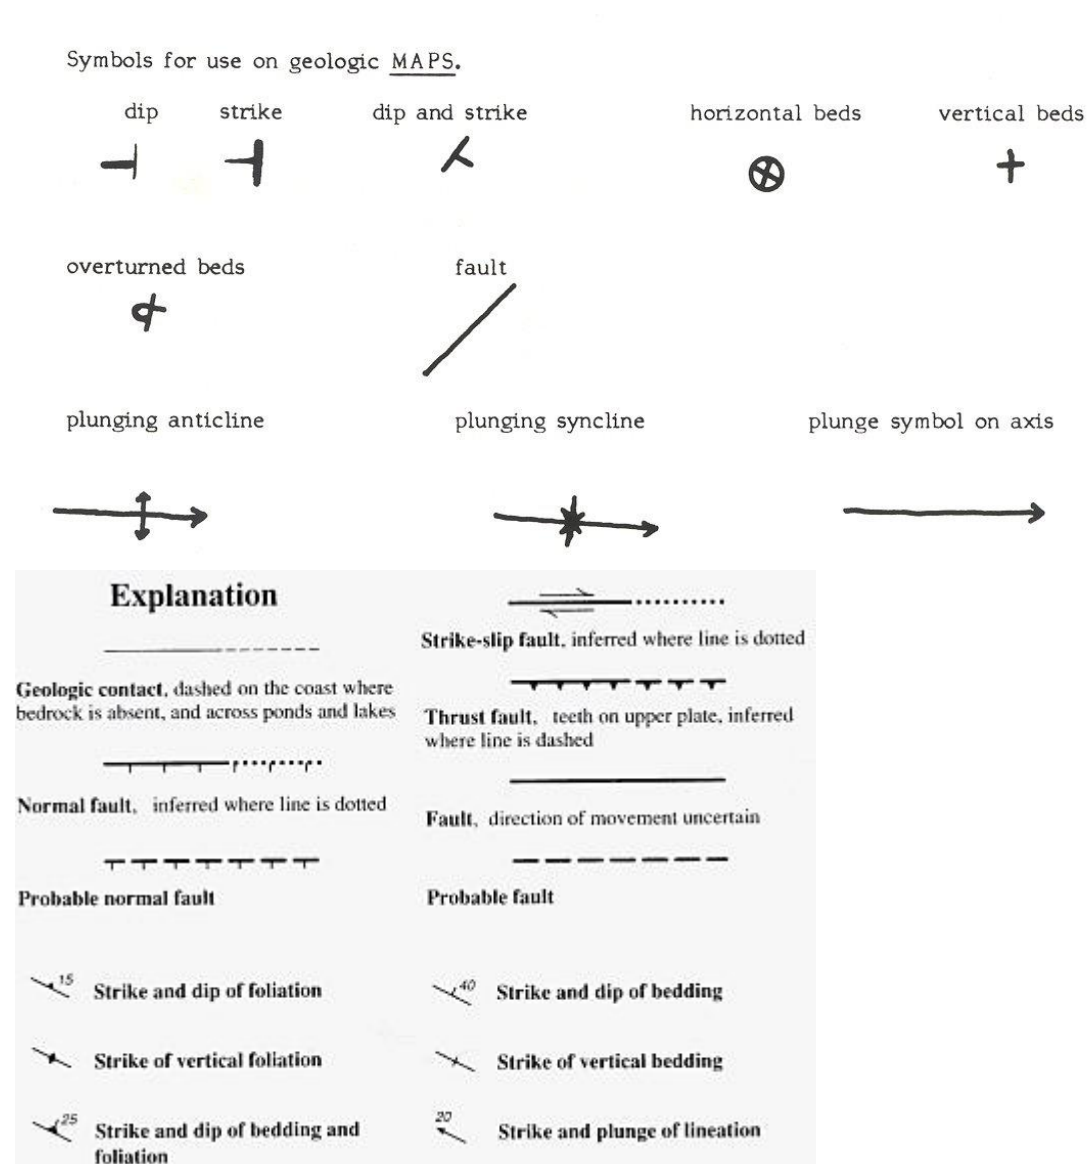 Symbols for use on geologic MAPS.
dip strike dip and strike horizontal beds vertical beds
overturned beds fault
plunging anticline plunging syncline plunge symbol on axis
Explanation
Geologic contact, dashed on the coast where
bedrock is absent, and across ponds and lakes
Normal fault, inferred where line is dotted
Probable normal fault
Strike-slip fault, inferred where line is dotted
Thrust fault, teeth on upper plate, inferred
where line is dashed
Fault, direction of movement uncertain
Probable fault
15 Strike and dip of foliation
Strike of vertical foliation
25 Strike and dip of bedding and
foliation
40 Strike and dip of bedding
Strike of vertical bedding
20 Strike and plunge of lineation